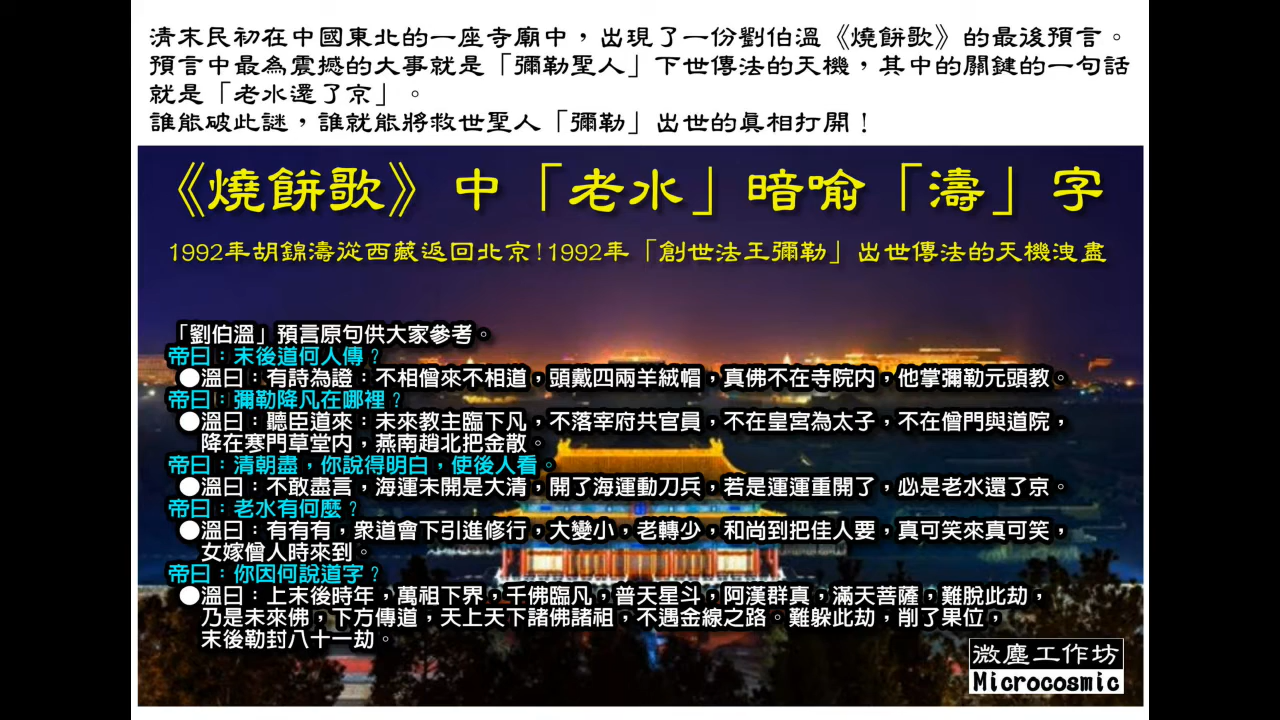 清末民初在中國東北的一座寺廟中，出現了一份劉伯溫《燒餅歌》的最後預言。
預言中最為震撼的大事就是「彌勒聖人」下世傳法的天機，其中的關鍵的一句話
就是「老水還了京」。
誰能破此謎，誰就能將救世聖人「彌勒」出世的真相打開！
《燒餅歌》中「老水」暗喻「濤」字
1992年胡錦濤從西藏返回北京!1992年「創世法王彌勒」出世傳法的天機洩盡
「劉伯溫」預言原句供大家參考。
帝曰：末後道何人傳？
●溫曰：有詩為證：不相僧來不相道，頭戴四兩羊絨帽，真佛不在寺院內，他掌彌勒元頭教。
帝曰：彌勒降凡在哪裡？
●溫曰：聽臣道來：未來教主臨下凡，不落宰府共官員，不在皇宮為太子，不在僧門與道院，
降在寒門草堂內，燕南趙北把金散。
帝曰：清朝盡，你說得明白，使後人看。
●溫曰：不敢盡言，海運未開是大清，開了海運動刀兵，若是運運重開了，必是老水還了京。
帝曰：老水有何麼？
●溫曰：有有有，衆道會下引進修行，大變小，老轉少，和尚到把佳人要，真可笑來真可笑，
女嫁僧人時來到。
帝曰：你因何說道字？
●溫曰：上末後時年，萬祖下界，千佛臨凡，普天星斗，阿漢群真，滿天菩薩，難脫此劫，
乃是未來佛，下方傳道，天上天下諸佛諸祖，不遇金線之路。難躲此劫，削了果位，
末後勒封八十一劫。
微塵工作坊
Microcosmic